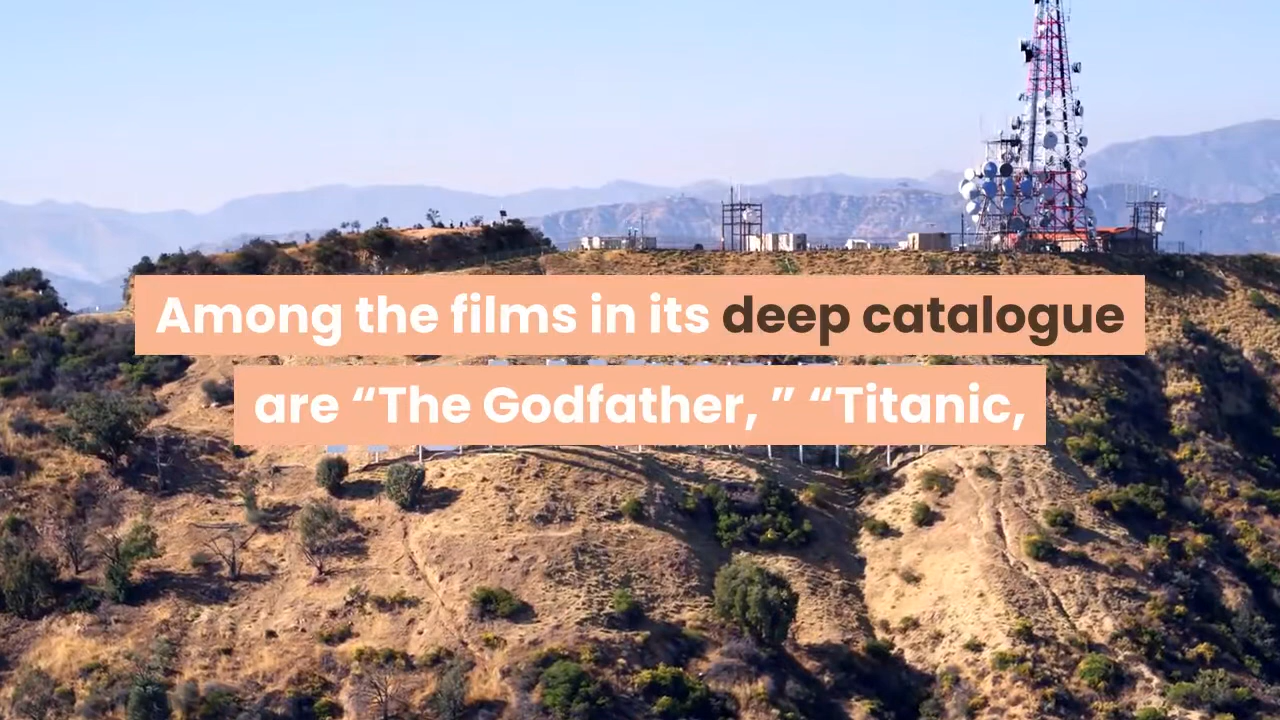 Among the films in its deep catalogue
are “The Godfather, ” “Titanic,